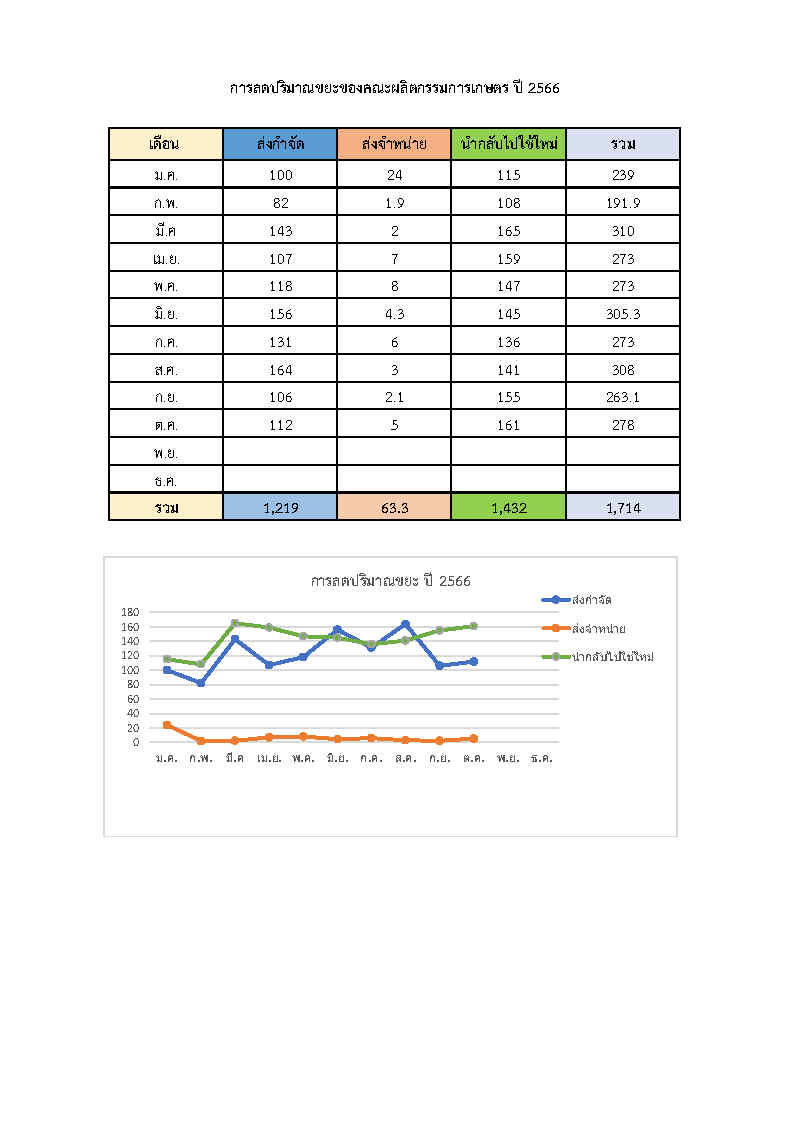 การลดปริมาณขยะของคณะผลิตกรรมการเกษตร ปี 2566
เดือน ส่งกำจัด ส่งจำหน่าย นำกลับไปใช้ใหม่ รวม
ม.ค. 100 24 115 239
ก.พ. 82 1.9 108 191.9
มี.ค 143 2 165 310
เม.ย. 107 7 159 273
พ.ค. 118 8 147 273
มิ.ย. 156 4.3 145 305.3
ก.ค. 131 6 136 273
ส.ค. 164 3 141 308
ก.ย. 106 2.1 155 263.1
ต.ค. 112 5 161 278
พ.ย.
ธ.ค.
รวม 1,219 63.3 1,432 1,714
การลดปริมาณขยะ ปี 2566
ส่งกำจัด
ส่งจำหน่าย
นำกลับไปใช้ใหม่
180
160
140
120
100
80
60
40
20
0
ม.ค. ก.พ. มี.ค เม.ย. พ.ค. มิ.ย. ก.ค. ส.ค. ก.ย. ต.ค. พ.ย. ธ.ค.